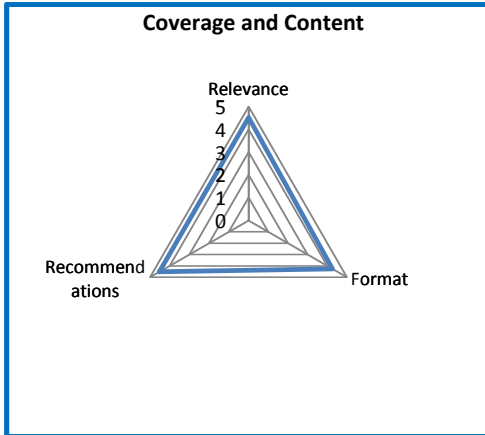 Coverage and Content
Relevance
5
4
3
2
1
0
Recommend
ations
Format